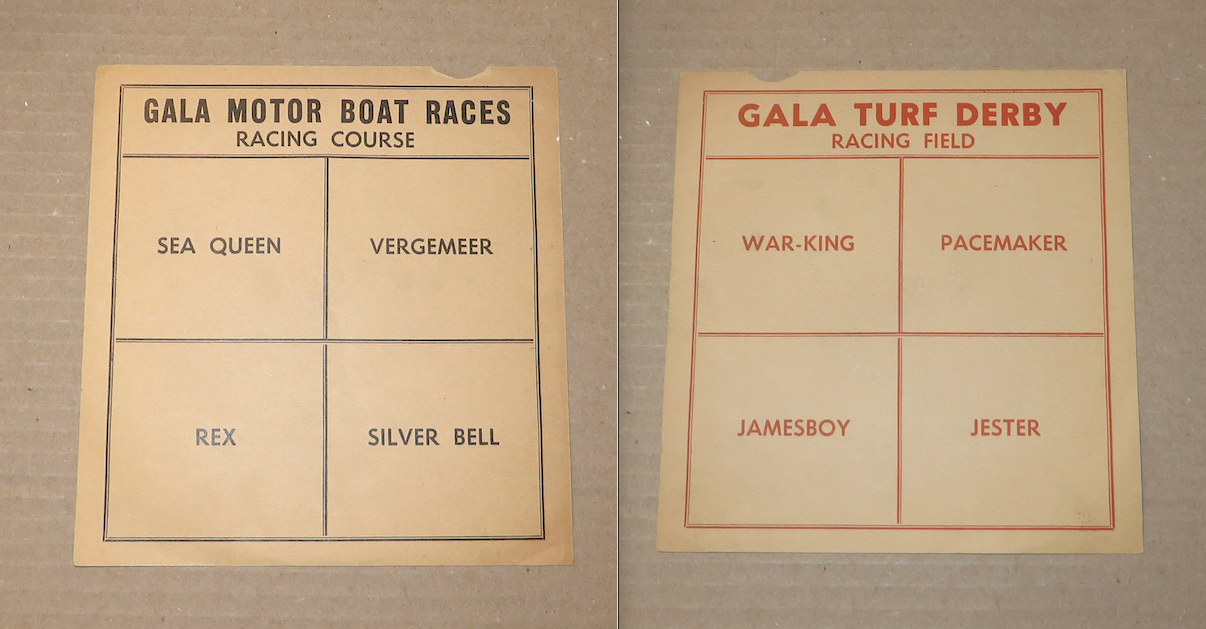 GALA MOTOR BOAT RACES
RACING COURSE
SEA QUEEN
VERGEMEER
REX
SILVER BELL
GALA TURF DERBY
RACING FIELD
WAR-KING
PACEMAKER
JAMESBOY
JESTER